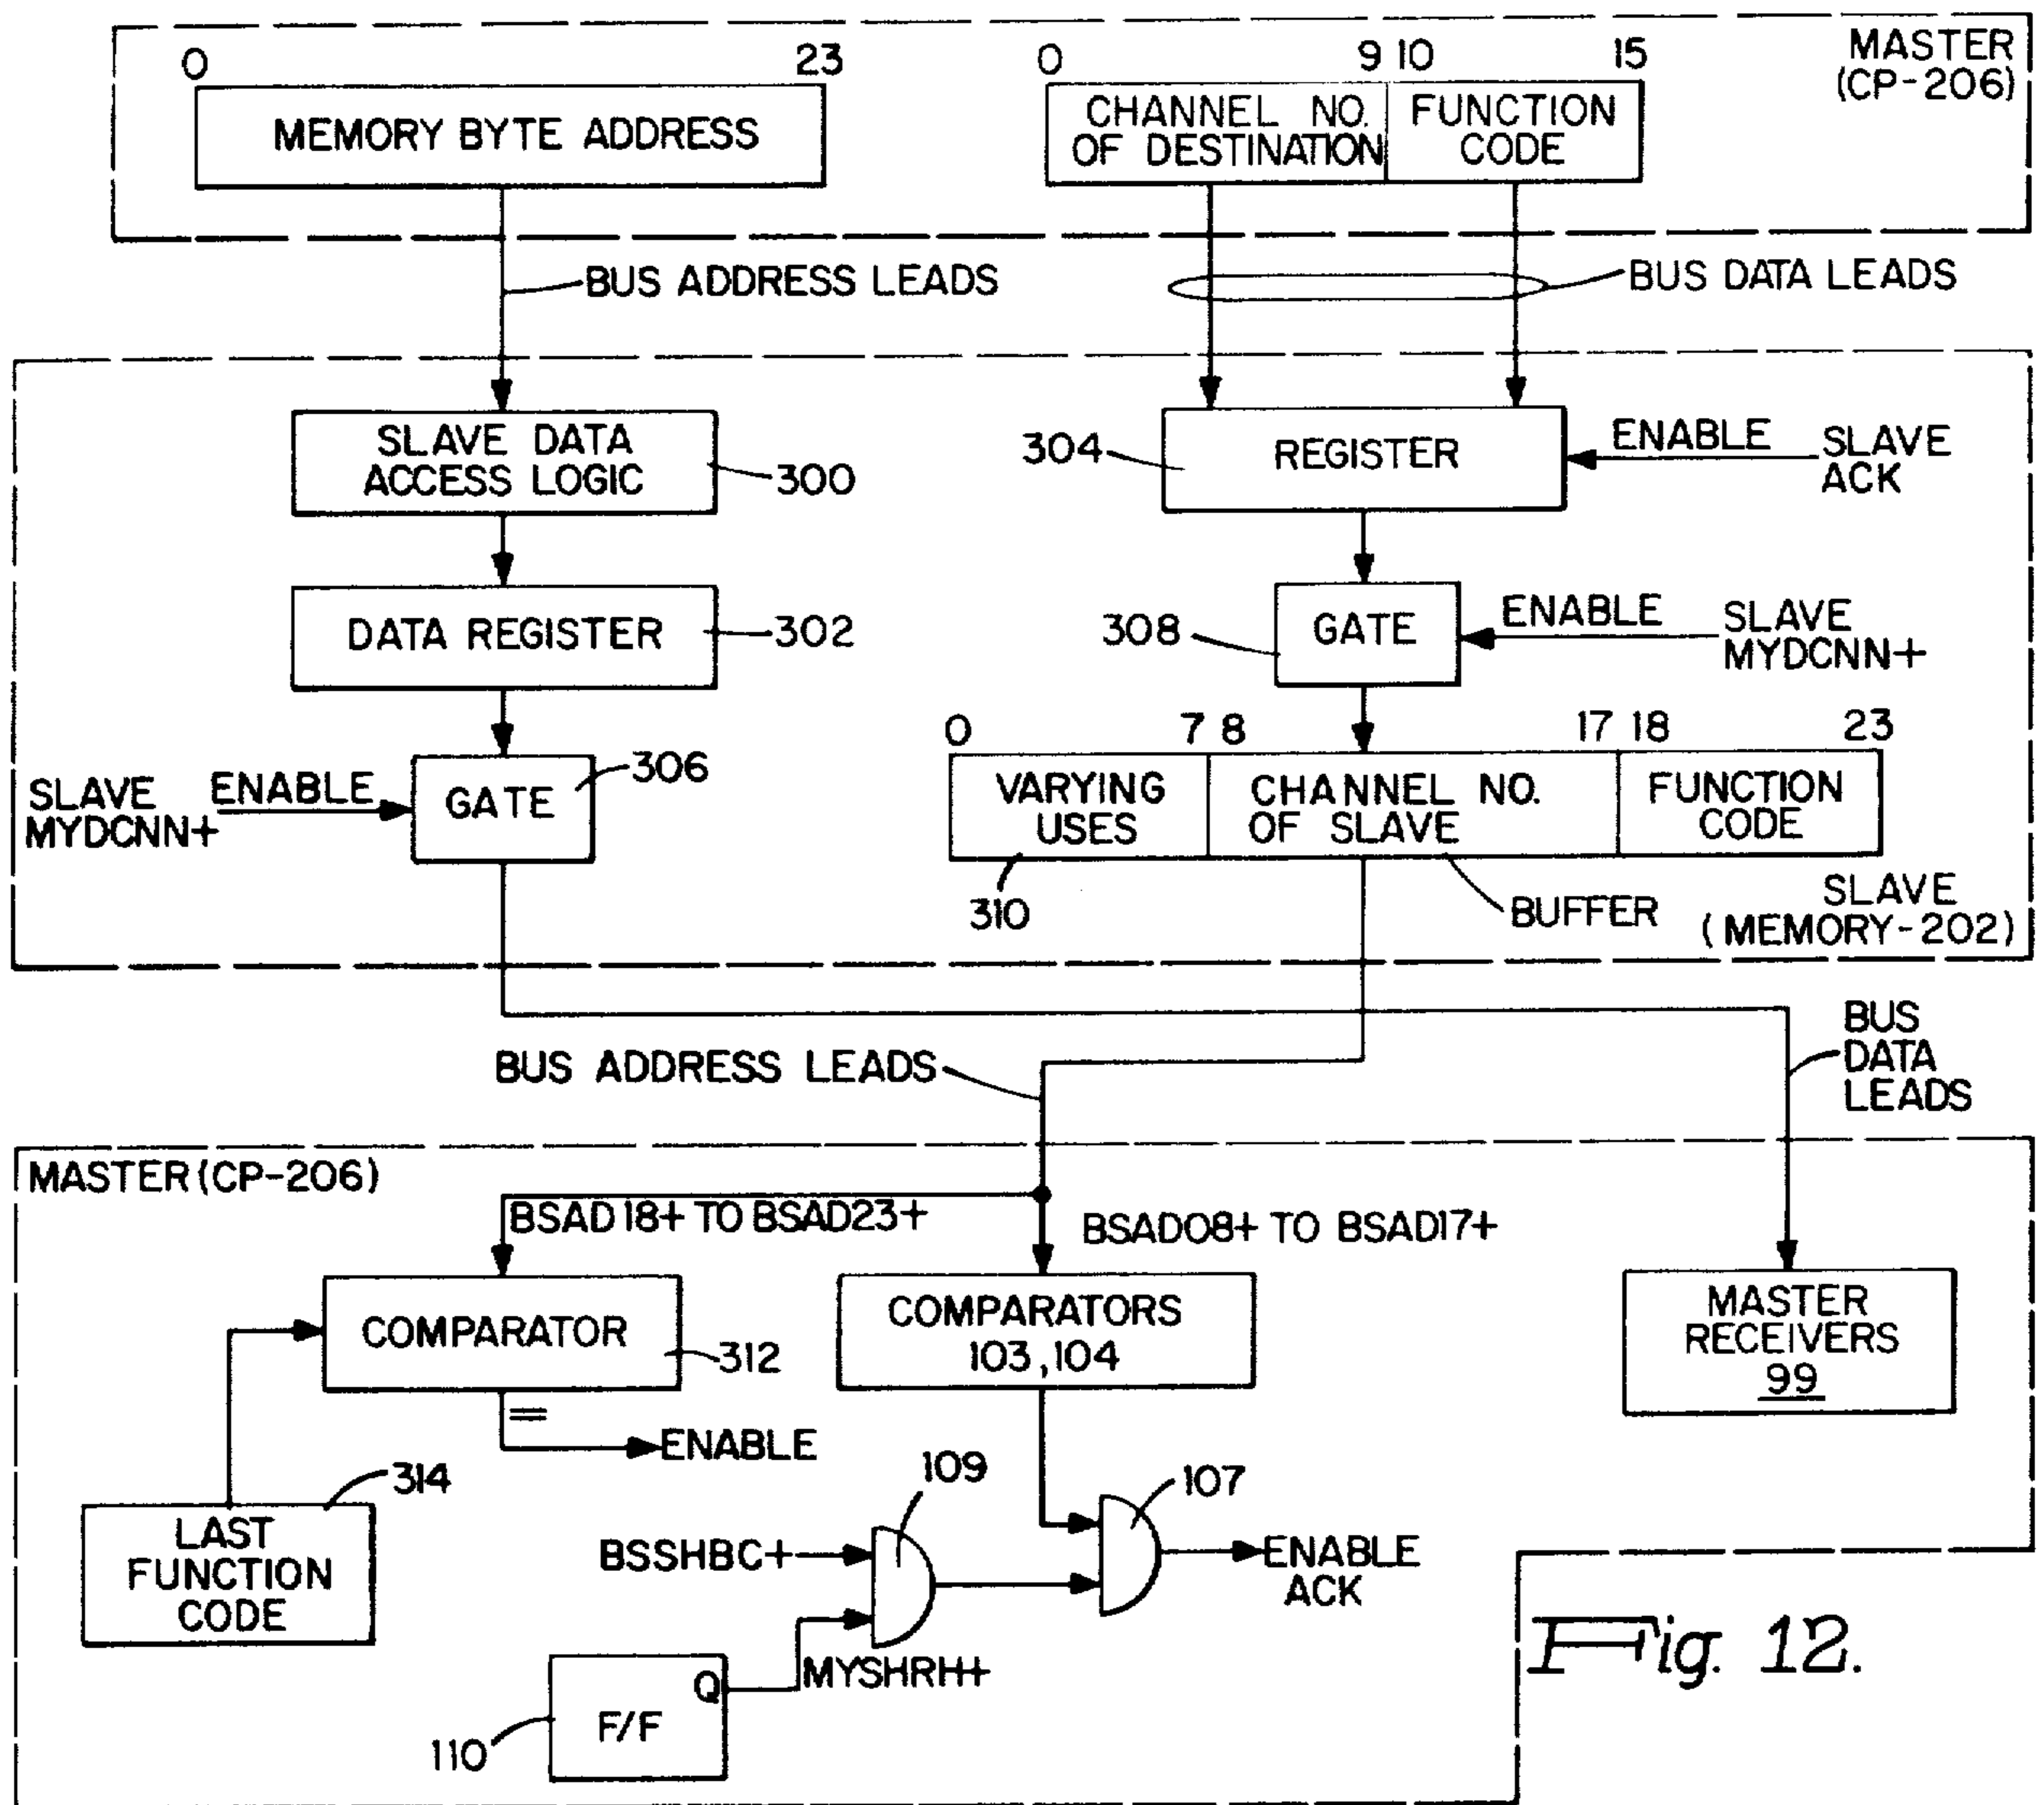 0 23
MEMORY BYTE ADDRESS
0 9 10 15
CHANNEL NO.
OF DESTINATION
FUNCTION
CODE
MASTER
(CP-206)
BUS ADDRESS LEADS
BUS DATA LEADS
SLAVE DATA
ACCESS LOGIC
300
304
REGISTER
ENABLE
SLAVE
ACK
DATA REGISTER
302
308
GATE
ENABLE
SLAVE
MYDCNN+
SLAVE
MYDCNN+
ENABLE
GATE
306
0 7 8 17 18 23
VARYING
USES
CHANNEL NO.
OF SLAVE
FUNCTION
CODE
310
BUFFER
SLAVE
(MEMORY-202)
BUS ADDRESS LEADS
BUS
DATA
LEADS
MASTER (CP-206)
BSAD18+ TO BSAD23+
BSAD08+ TO BSAD17+
COMPARATOR
312
COMPARATORS
103, 104
MASTER
RECEIVERS
99
=
ENABLE
314
LAST
FUNCTION
CODE
109
107
BSSHBC+
ENABLE
ACK
MYSHRH+
Q
F/F
110
Fig. 12.